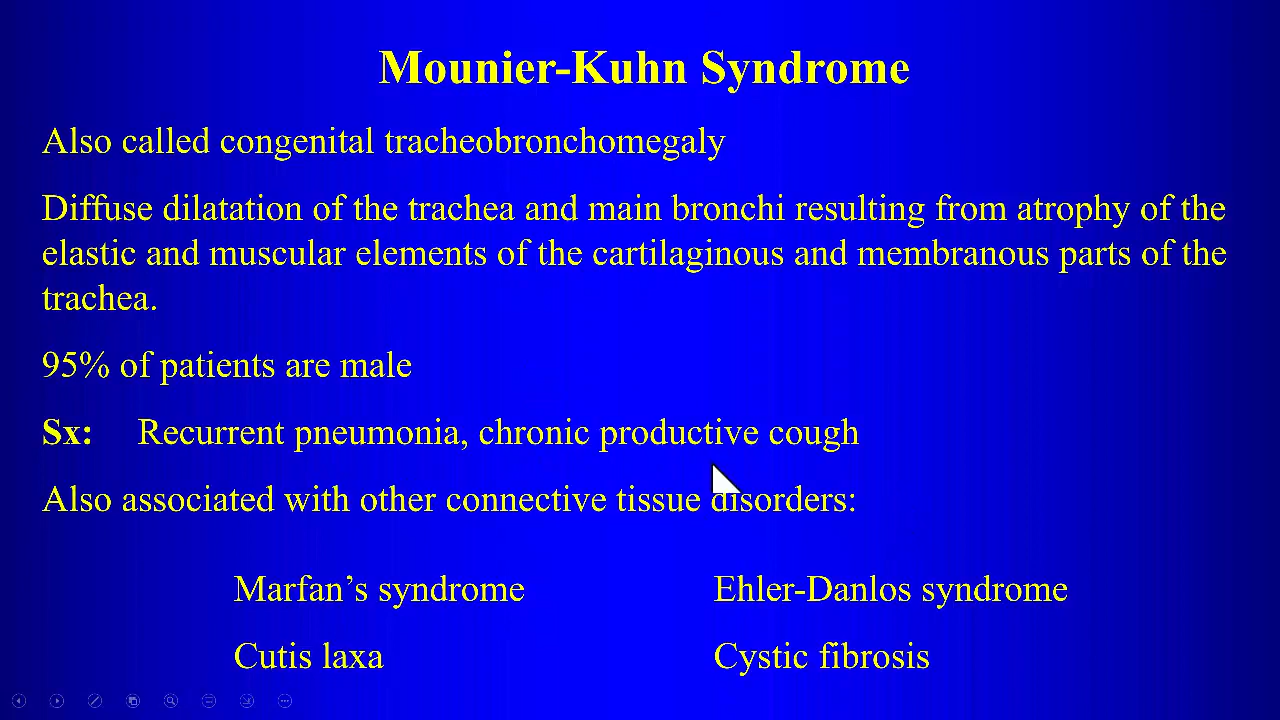 Mounier-Kuhn Syndrome
Also called congenital tracheobronchomegaly
Diffuse dilatation of the trachea and main bronchi resulting from atrophy of the
elastic and muscular elements of the cartilaginous and membranous parts of the
trachea.
95% of patients are male
Sx: Recurrent pneumonia, chronic productive cough
Also associated with other connective tissue disorders:
Marfan’s syndrome Ehler-Danlos syndrome
Cutis laxa Cystic fibrosis